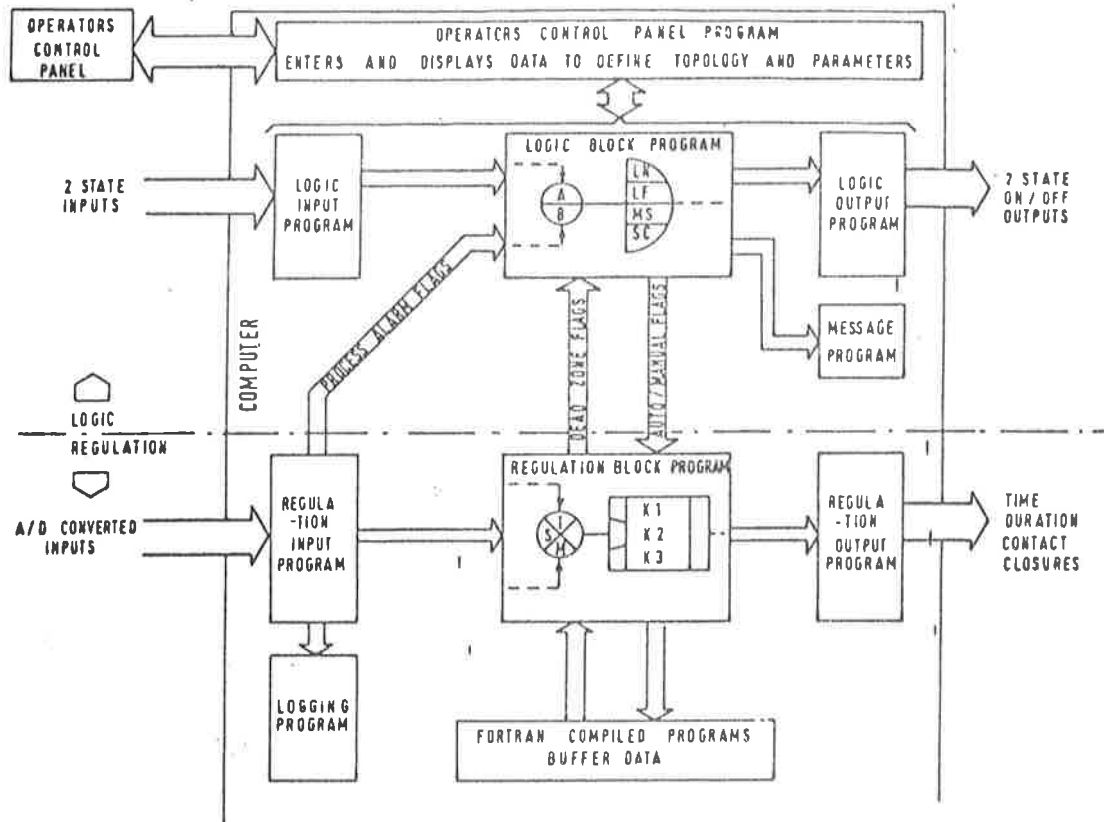 OPERATORS
CONTROL
PANEL
OPERATORS CONTROL PANEL PROGRAM
ENTERS AND DISPLAYS DATA TO DEFINE TOPOLOGY AND PARAMETERS
2 STATE
INPUTS
LOGIC
INPUT
PROGRAM
LOGIC BLOCK PROGRAM
A
B
LN
LF
MS
SC
LOGIC
OUTPUT
PROGRAM
2 STATE
ON / OFF
OUTPUTS
PROCESS ALARM FLAGS
DEAD ZONE FLAGS
AUTO/MANUAL FLAGS
MESSAGE
PROGRAM
COMPUTER
LOGIC
REGULATION
A/D CONVERTED
INPUTS
REGULA
-TION
INPUT
PROGRAM
REGULATION BLOCK PROGRAM
I
S
M
K1
K2
K3
REGULA
-TION
OUTPUT
PROGRAM
TIME
DURATION
CONTACT
CLOSURES
LOGGING
PROGRAM
FORTRAN COMPILED PROGRAMS
BUFFER DATA